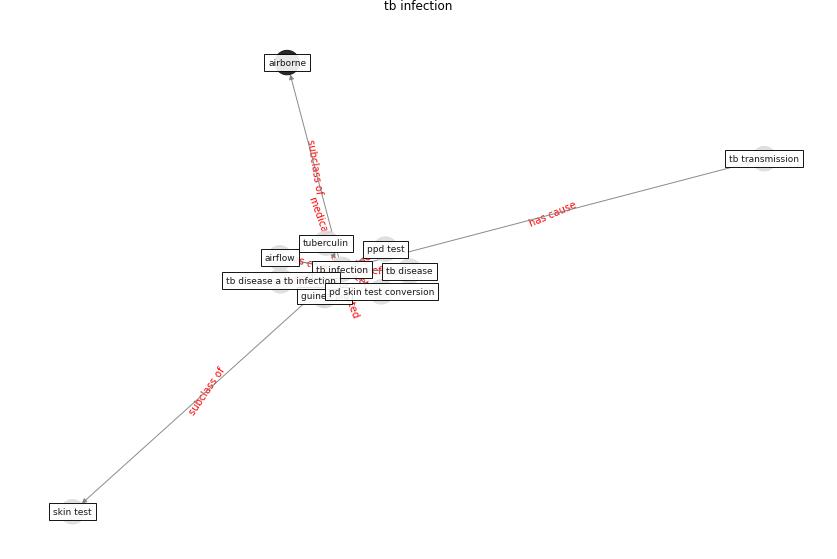 tb infection
airborne
subclass of
tb transmission
has cause
medica
tuberculin
ppd test
airflow
tb infection
tb disease
tb disease a tb infection
guine
pd skin test conversion
subclass of
skin test